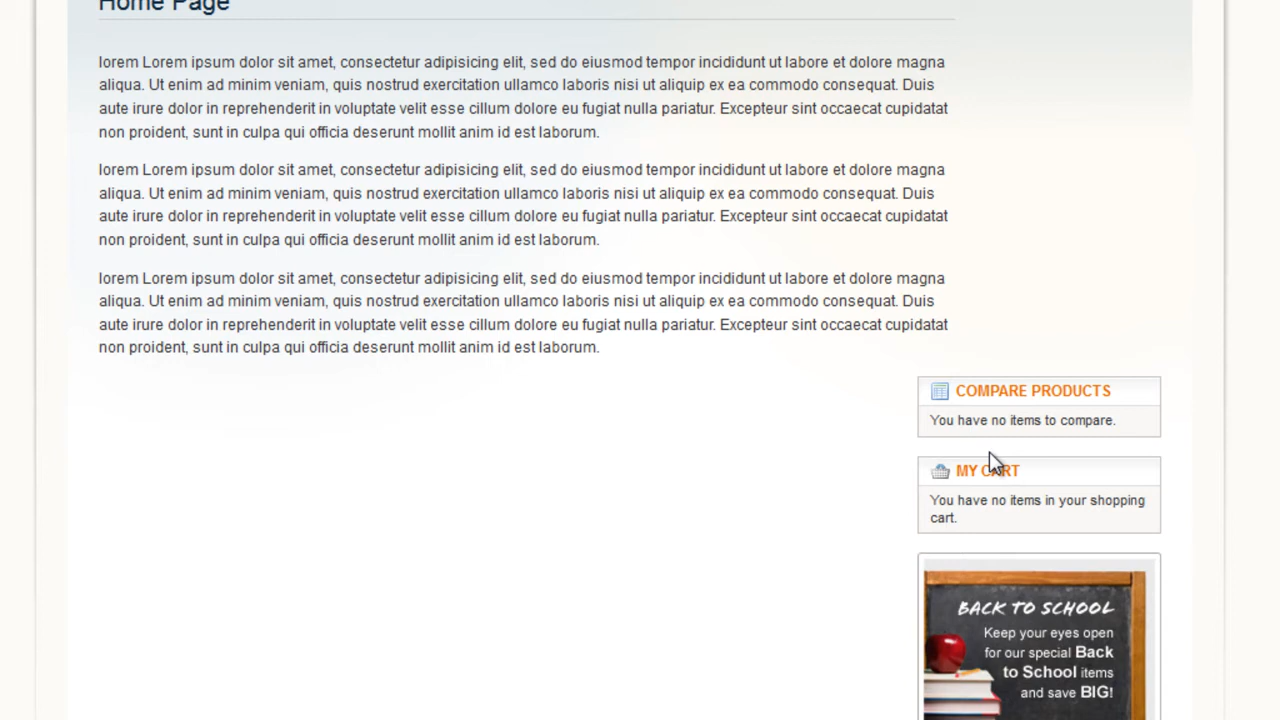 Home Page
lorem Lorem ipsum dolor sit amet, consectetur adipisicing elit, sed do eiusmod tempor incididunt ut labore et dolore magna
aliqua. Ut enim ad minim veniam, quis nostrud exercitation ullamco laboris nisi ut aliquip ex ea commodo consequat. Duis
aute irure dolor in reprehenderit in voluptate velit esse cillum dolore eu fugiat nulla pariatur. Excepteur sint occaecat cupidatat
non proident, sunt in culpa qui officia deserunt mollit anim id est laborum.
lorem Lorem ipsum dolor sit amet, consectetur adipisicing elit, sed do eiusmod tempor incididunt ut labore et dolore magna
aliqua. Ut enim ad minim veniam, quis nostrud exercitation ullamco laboris nisi ut aliquip ex ea commodo consequat. Duis
aute irure dolor in reprehenderit in voluptate velit esse cillum dolore eu fugiat nulla pariatur. Excepteur sint occaecat cupidatat
non proident, sunt in culpa qui officia deserunt mollit anim id est laborum.
lorem Lorem ipsum dolor sit amet, consectetur adipisicing elit, sed do eiusmod tempor incididunt ut labore et dolore magna
aliqua. Ut enim ad minim veniam, quis nostrud exercitation ullamco laboris nisi ut aliquip ex ea commodo consequat. Duis
aute irure dolor in reprehenderit in voluptate velit esse cillum dolore eu fugiat nulla pariatur. Excepteur sint occaecat cupidatat
non proident, sunt in culpa qui officia deserunt mollit anim id est laborum.
COMPARE PRODUCTS
You have no items to compare.
MY CART
You have no items in your shopping
cart.
BACK TO SCHOOL
Keep your eyes open
for our special Back
to School items
and save BIG!